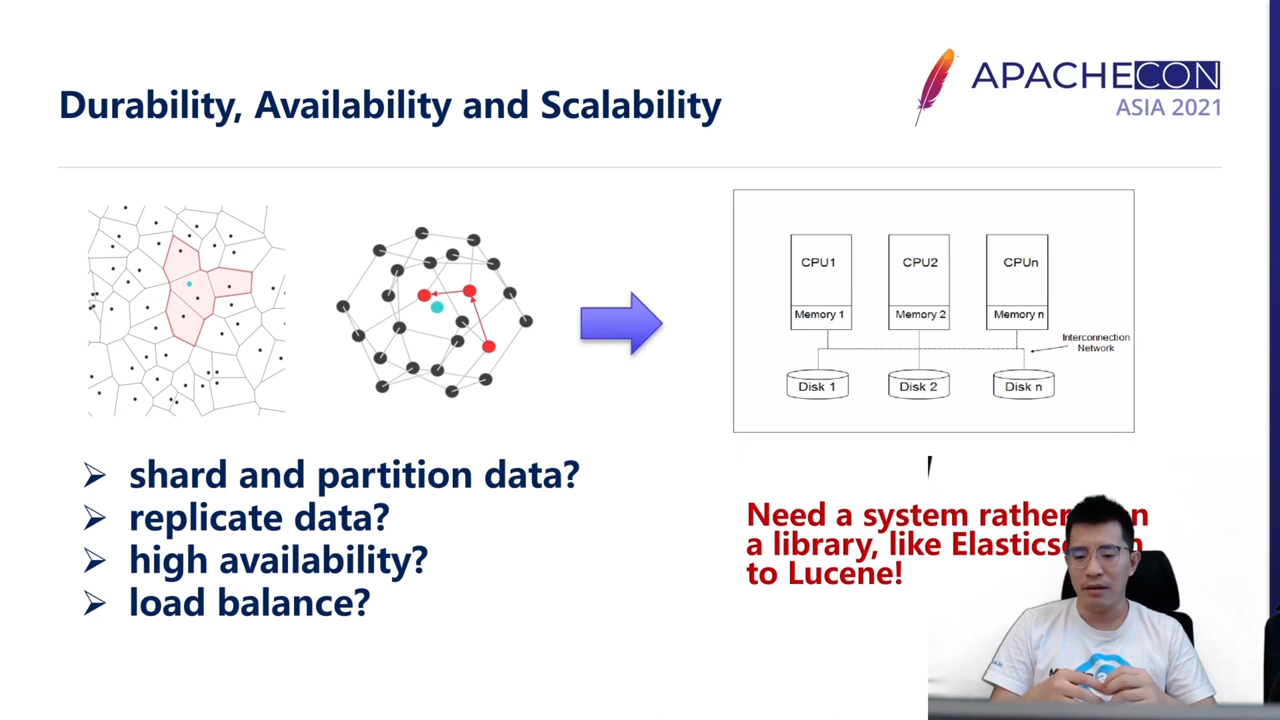 Durability, Availability and Scalability
APACHECON
ASIA 2021
CPU1
CPU2
CPUn
Memory 1
Memory 2
Memory n
Interconnection
Network
Disk 1
Disk 2
Disk n
➢ shard and partition data?
➢ replicate data?
➢ high availability?
➢ load balance?
Need a system rather
a library, like
to Lucene!